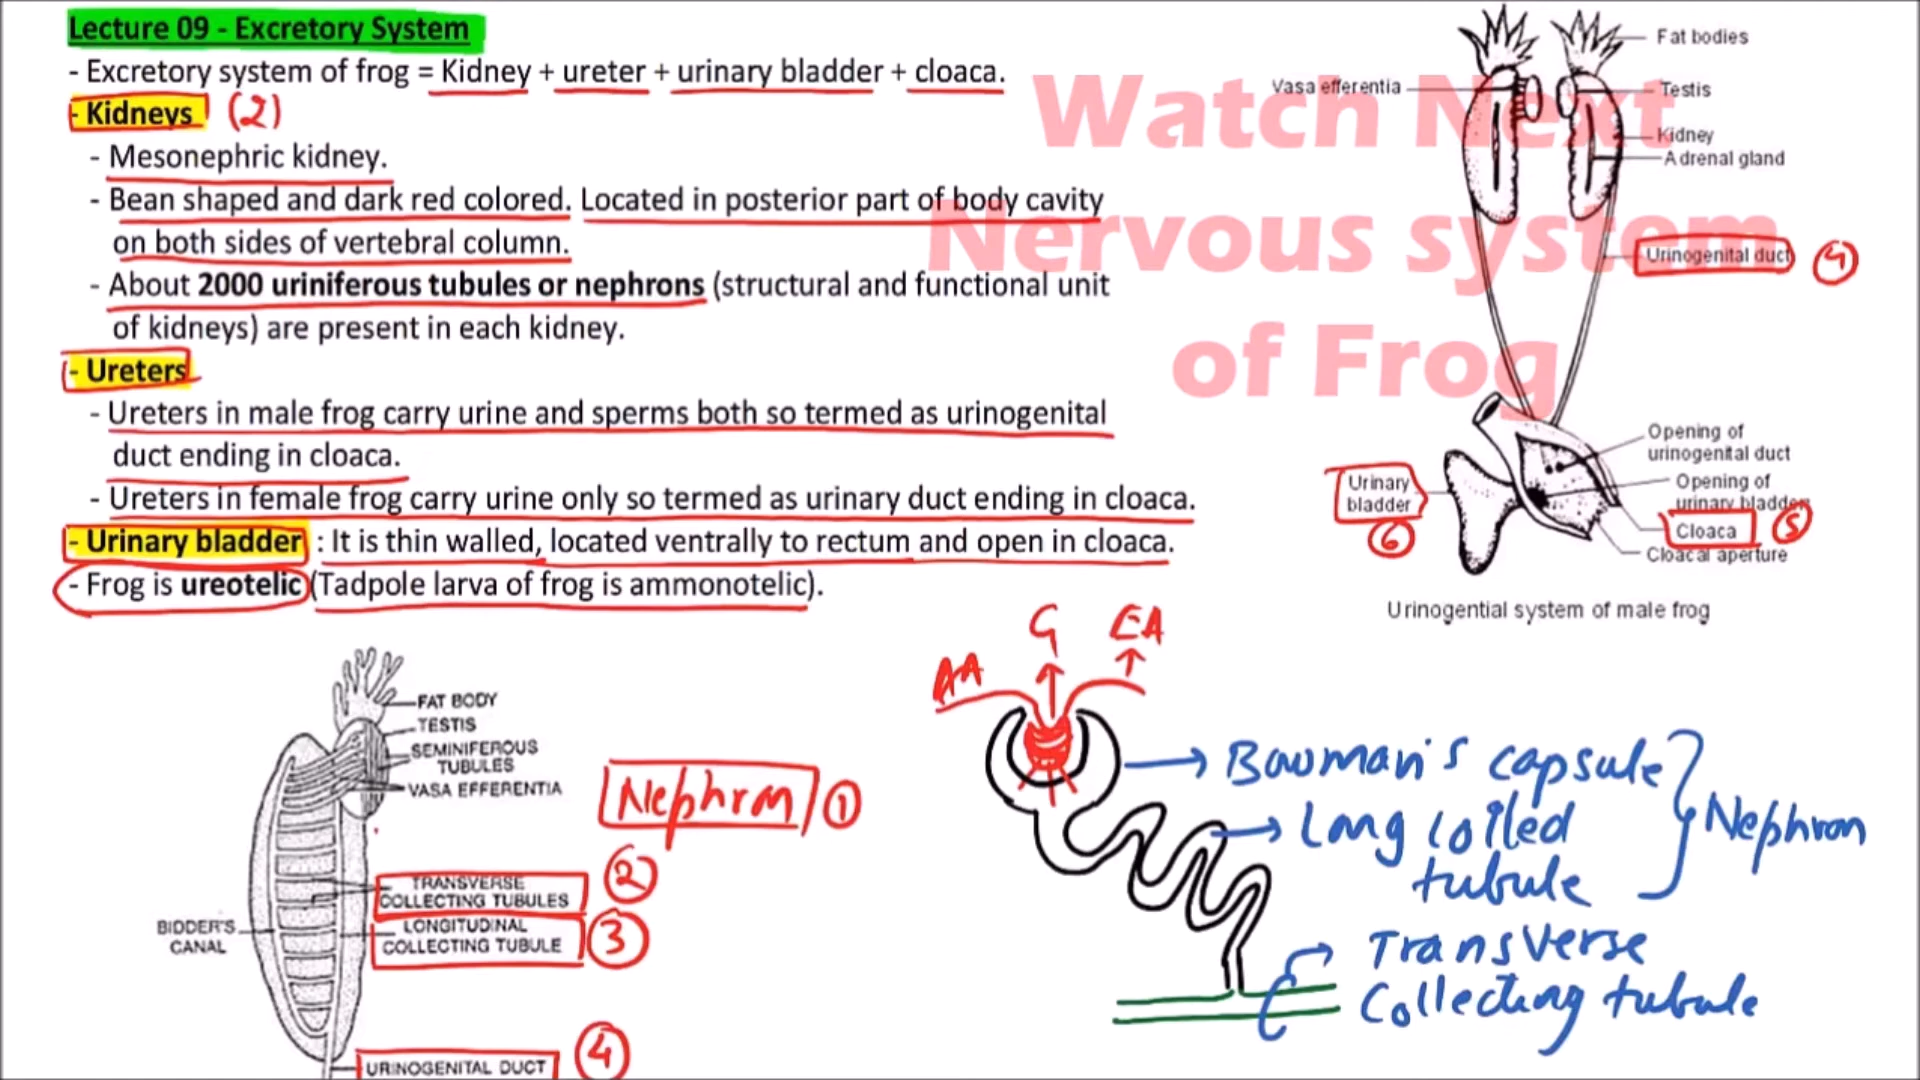 Lecture 09 - Excretory System
- Excretory system of frog = Kidney + ureter + urinary bladder + cloaca.
- Kidneys (2)
- Mesonephric kidney.
- Bean shaped and dark red colored. Located in posterior part of body cavity
on both sides of vertebral column.
- About 2000 uriniferous tubules or nephrons (structural and functional unit
of kidneys) are present in each kidney.
- Ureters
- Ureters in male frog carry urine and sperms both so termed as urinogenital
duct ending in cloaca.
- Ureters in female frog carry urine only so termed as urinary duct ending in cloaca.
- Urinary bladder : It is thin walled, located ventrally to rectum and open in cloaca.
- Frog is ureotelic (Tadpole larva of frog is ammonotelic).
Watch Next
Nervous system
of Frog
Fat bodies
Vasa efferentia
Testis
Kidney
Adrenal gland
Urinogenital duct 4
Opening of
urinogenital duct
Opening of
urinary bladder
Urinary
bladder
6
Cloaca 5
Cloacal aperture
Urinogential system of male frog
FAT BODY
TESTIS
SEMINIFEROUS
TUBULES
VASA EFFERENTIA
Nephron 1
TRANSVERSE
COLLECTING TUBULES
2
LONGITUDINAL
COLLECTING TUBULE
3
BIDDER'S
CANAL
URINOGENITAL DUCT
4
AA G EA
Bowman's capsule
Long coiled
tubule
Nephron
Transverse
Collecting tubule